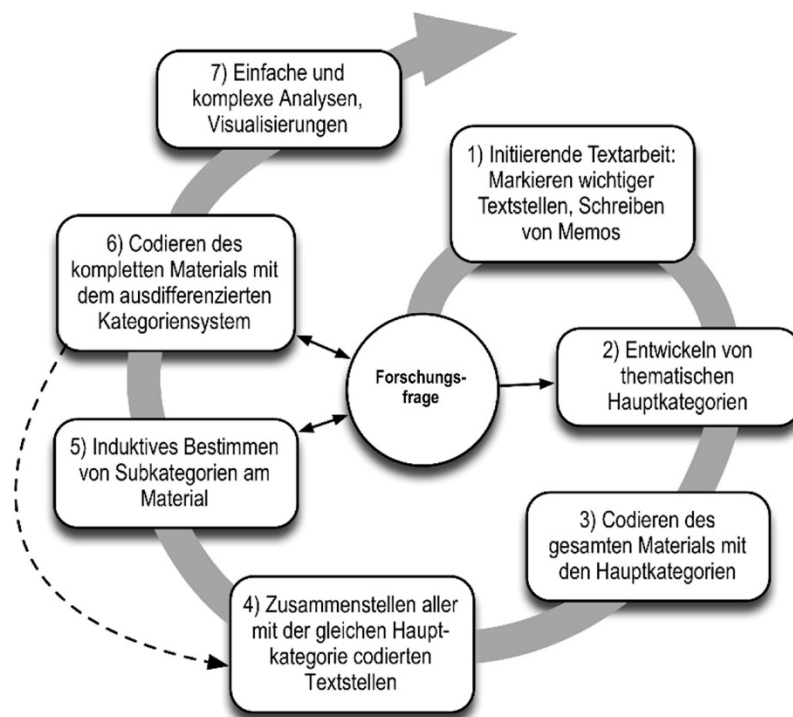 7) Einfache und
komplexe Analysen,
Visualisierungen
1) Initiierende Textarbeit:
Markieren wichtiger
Textstellen, Schreiben
von Memos
6) Codieren des
kompletten Materials mit
dem ausdifferenzierten
Kategoriensystem
Forschungs-
frage
2) Entwickeln von
thematischen
Hauptkategorien
5) Induktives Bestimmen
von Subkategorien am
Material
3) Codieren des
gesamten Materials mit
den Hauptkategorien
4) Zusammenstellen aller
mit der gleichen Haupt-
kategorie codierten
Textstellen